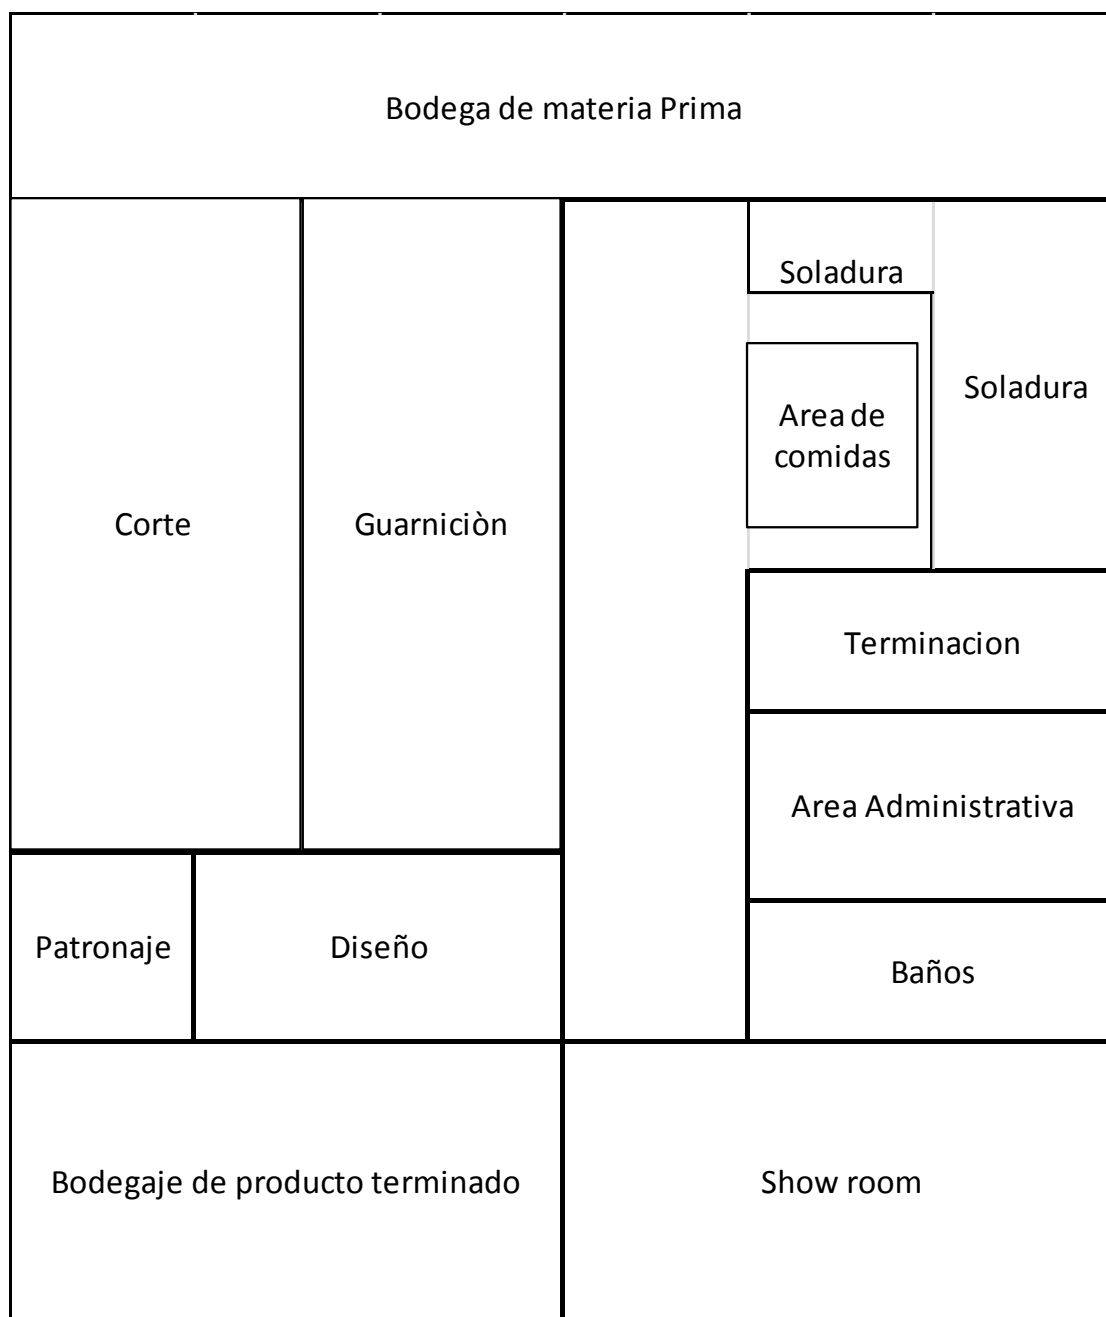 Bodega de materia Prima
Soladura
Soladura
Area de
comidas
Corte
Guarniciòn
Terminacion
Area Administrativa
Patronaje
Diseño
Baños
Bodegaje de producto terminado
Show room